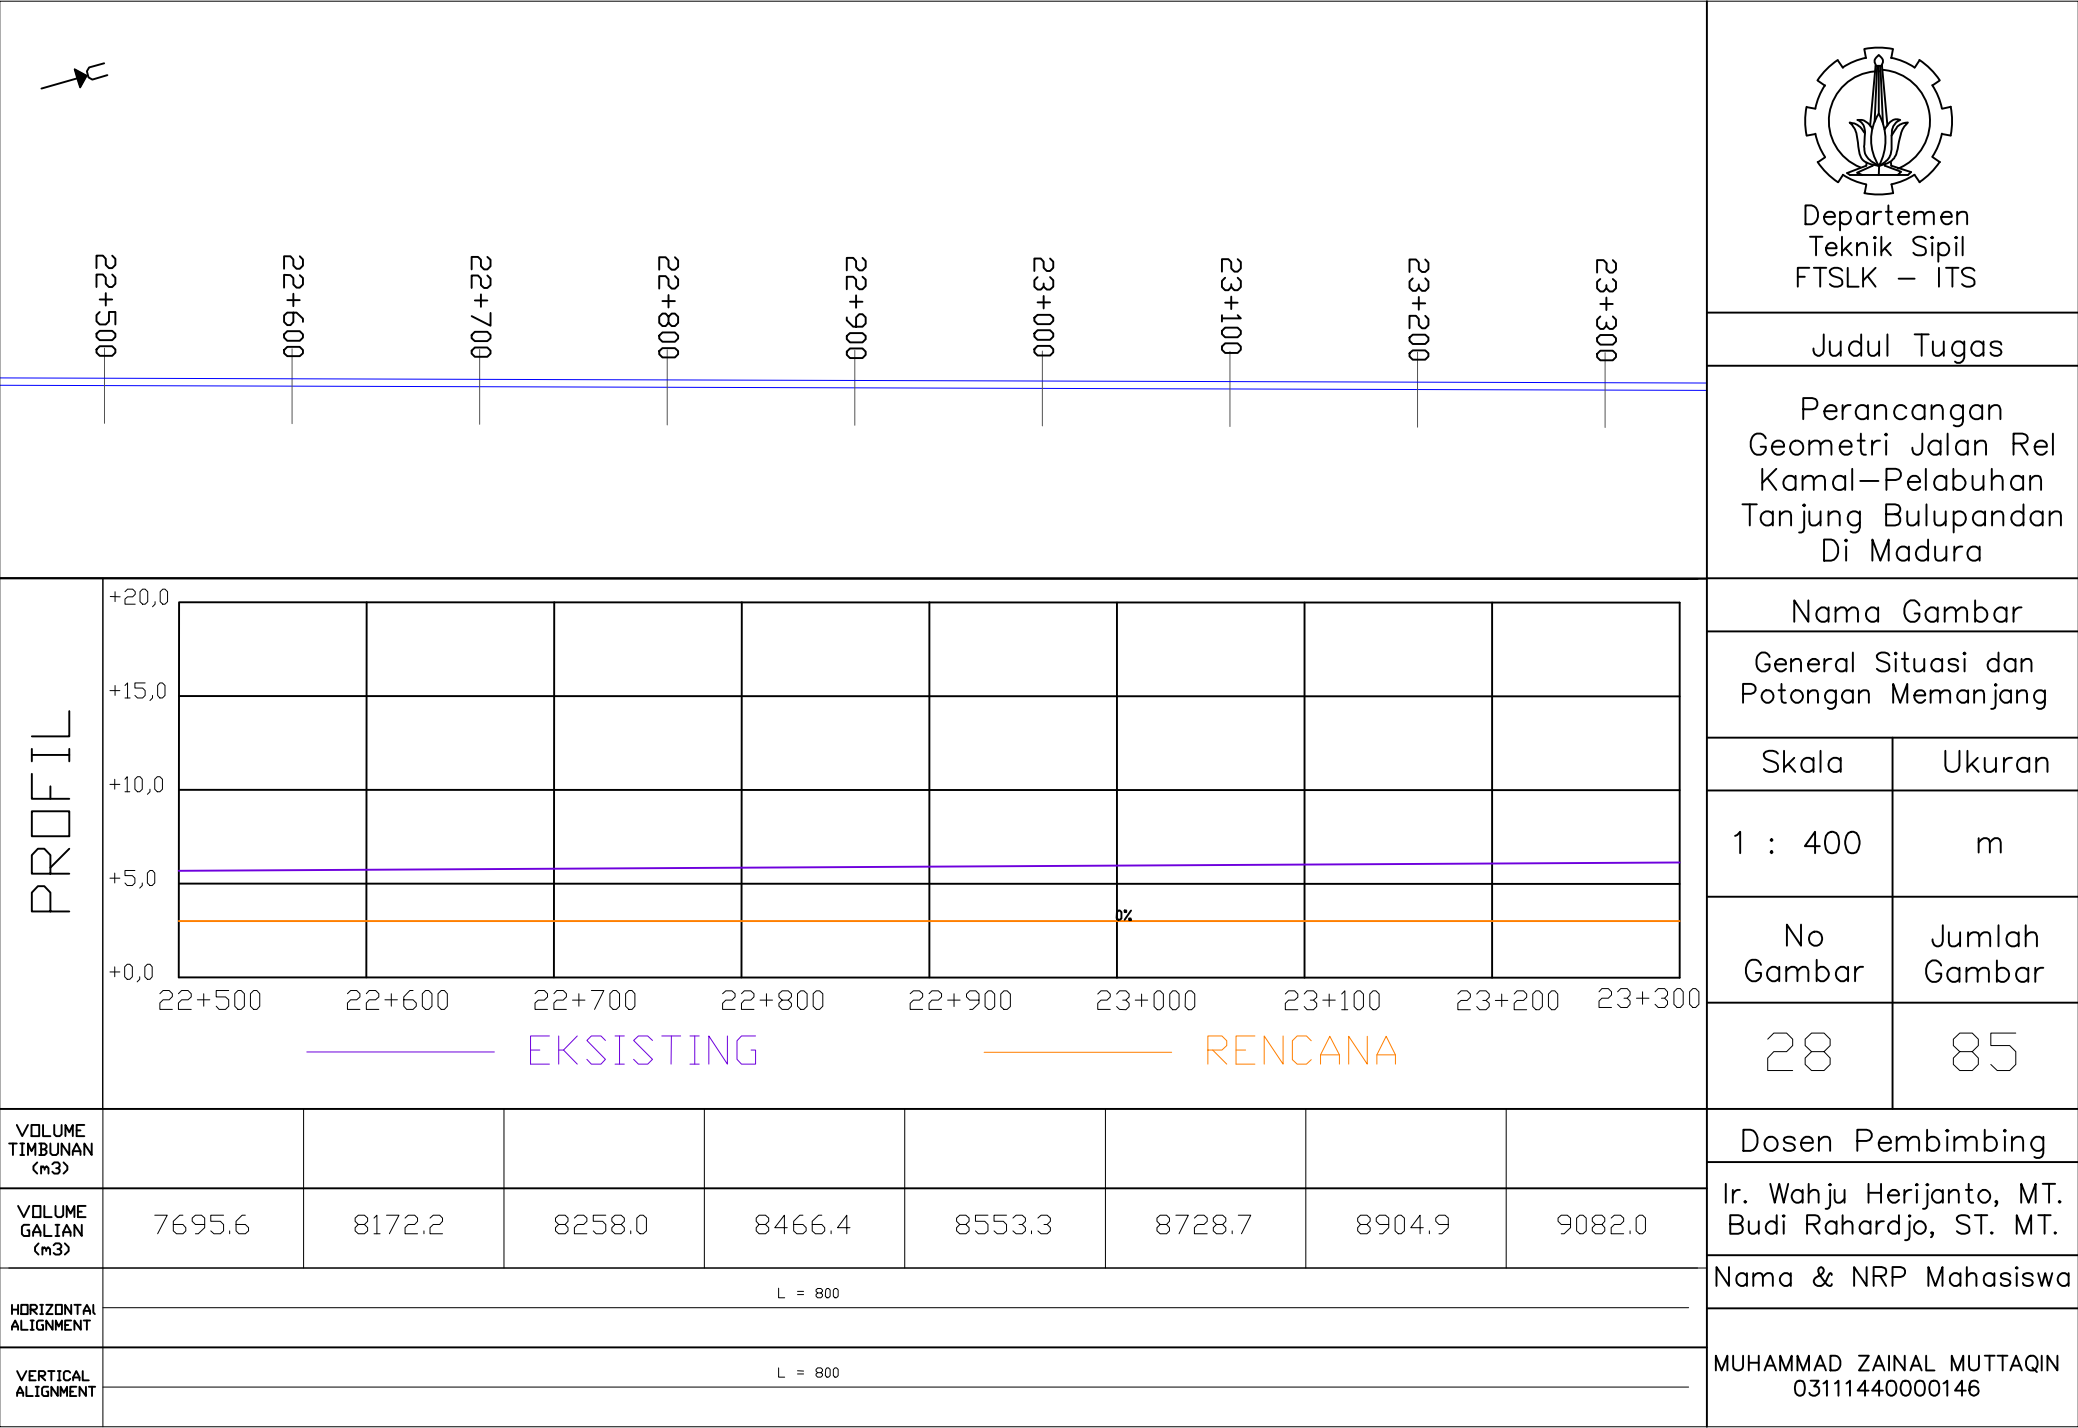 22+500
22+600
22+700
22+800
22+900
23+000
23+100
23+200
23+300
PROFIL
+20,0
+15,0
+10,0
+5,0
+0,0
0%
22+500 22+600 22+700 22+800 22+900 23+000 23+100 23+200 23+300
EKSISTING RENCANA
VOLUME
TIMBUNAN
(m3)
VOLUME
GALIAN
(m3)
7695.6 8172.2 8258.0 8466.4 8553.3 8728.7 8904.9 9082.0
HORIZONTAL
ALIGNMENT
L = 800
VERTICAL
ALIGNMENT
L = 800
Departemen
Teknik Sipil
FTSLK – ITS
Judul Tugas
Perancangan
Geometri Jalan Rel
Kamal–Pelabuhan
Tanjung Bulupandan
Di Madura
Nama Gambar
General Situasi dan
Potongan Memanjang
Skala Ukuran
1 : 400 m
No
Gambar
Jumlah
Gambar
28 85
Dosen Pembimbing
Ir. Wahju Herijanto, MT.
Budi Rahardjo, ST. MT.
Nama & NRP Mahasiswa
MUHAMMAD ZAINAL MUTTAQIN
03111440000146